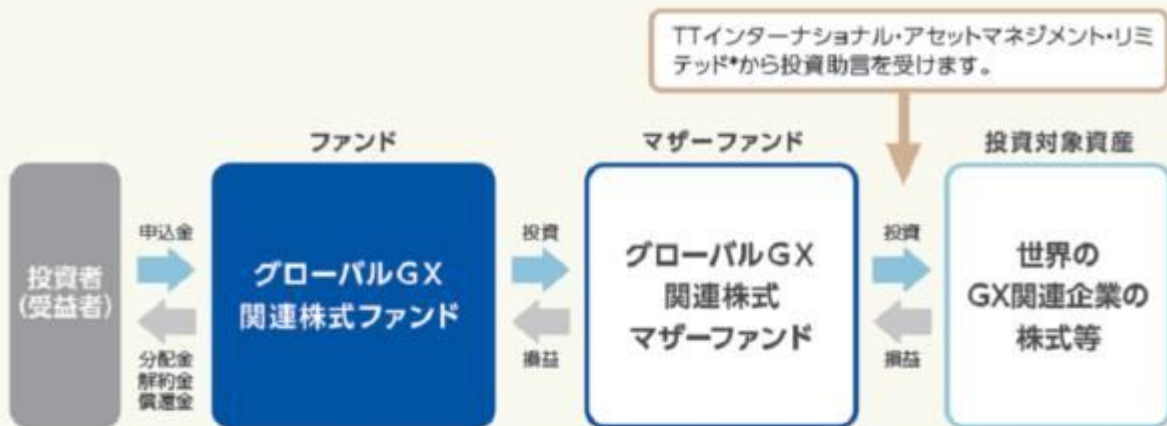 TTインターナショナル・アセットマネジメント・リミ
テッド*から投資助言を受けます。
ファンド
マザーファンド
投資対象資産
投資者
(受益者)
申込金
分配金
解約金
償還金
グローバルGX
関連株式ファンド
投資
損益
グローバルGX
関連株式
マザーファンド
投資
損益
世界の
GX関連企業の
株式等